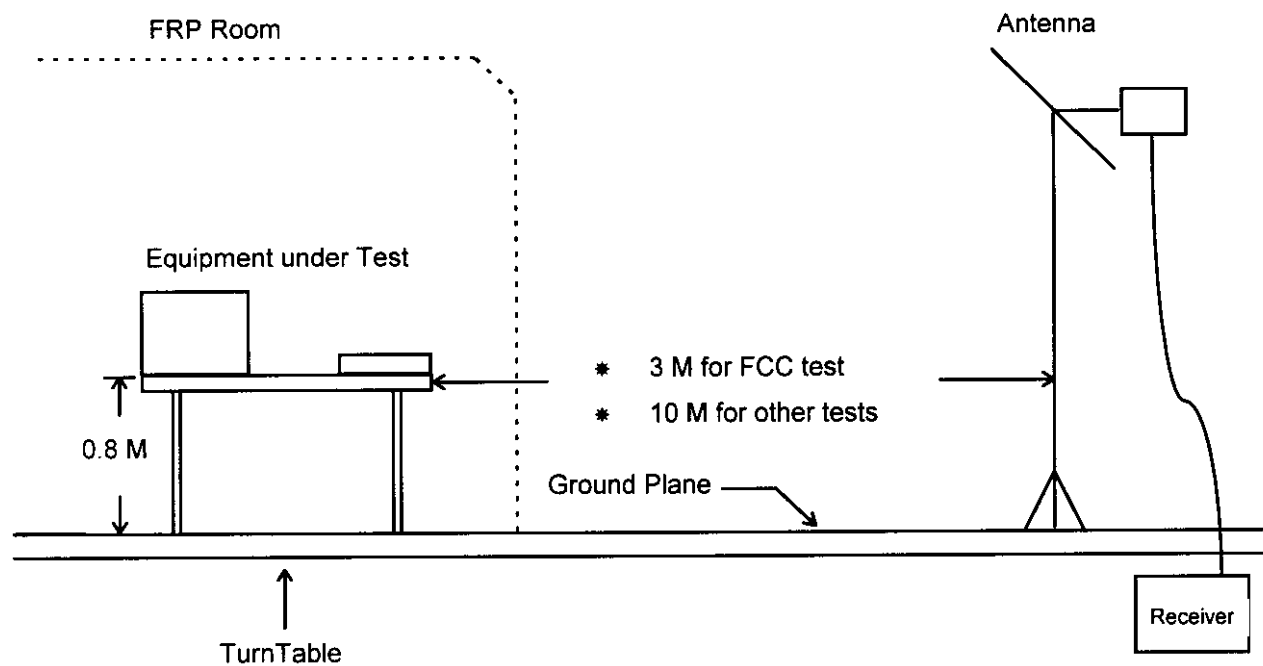 FRP Room
Antenna
Equipment under Test
* 3 M for FCC test
* 10 M for other tests
0.8 M
Ground Plane
Receiver
TurnTable